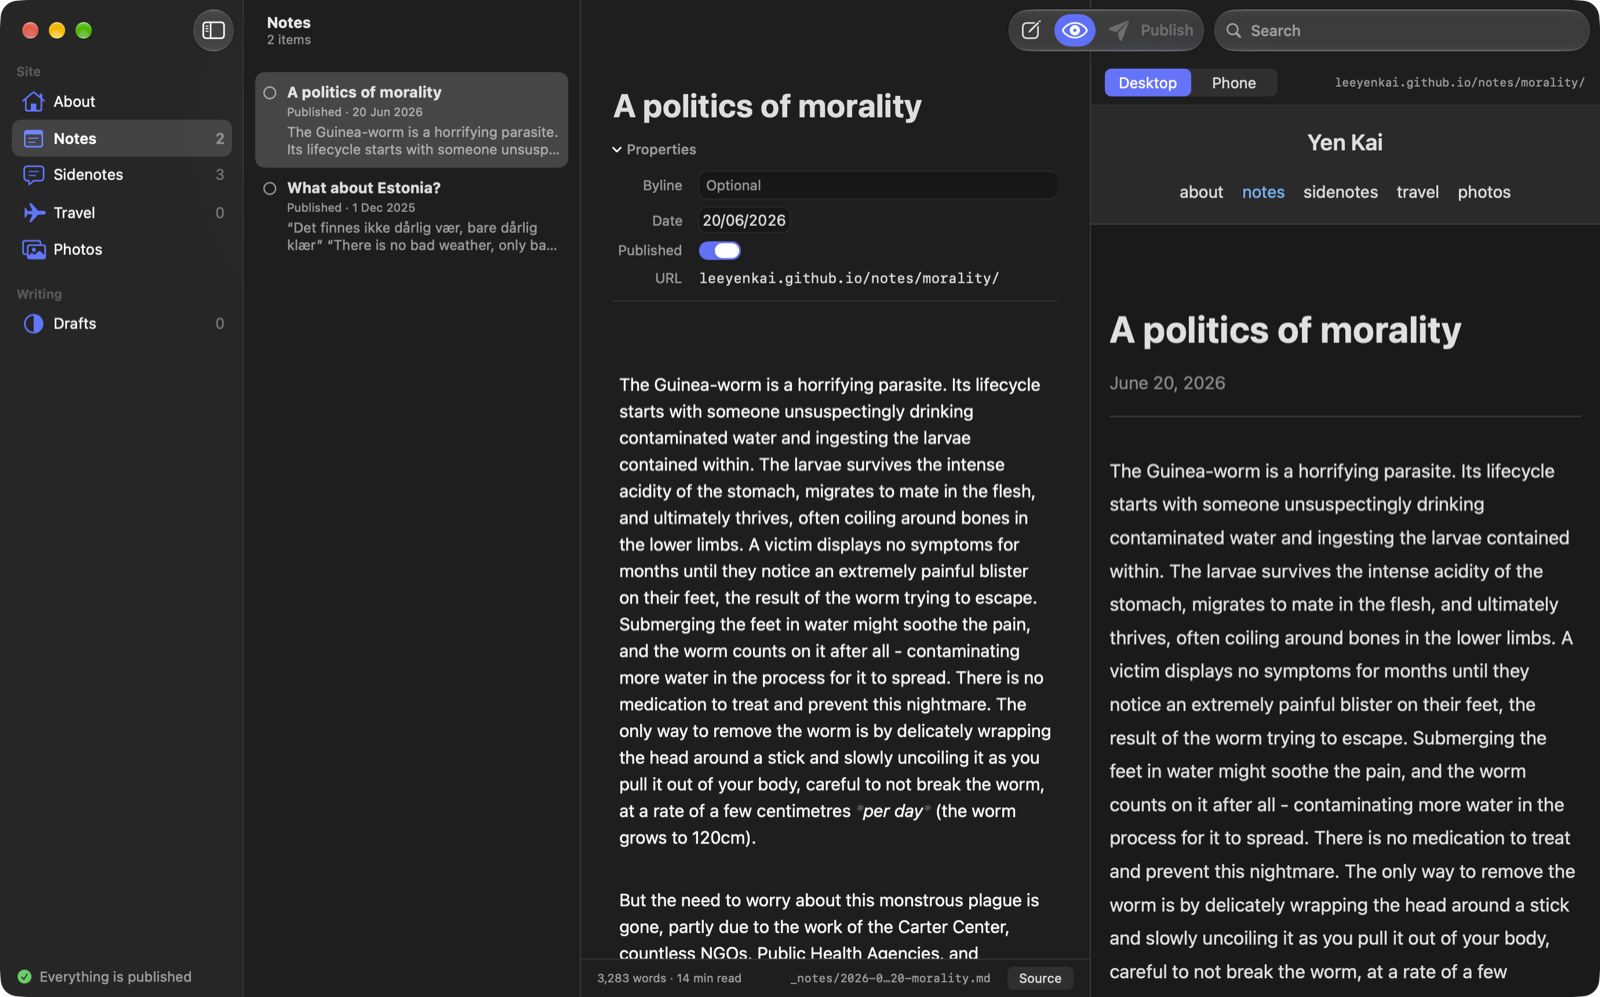 Site
About
Notes 2
Sidenotes 3
Travel 0
Photos
Writing
Drafts 0
Everything is published
Notes
2 items
A politics of morality
Published · 20 Jun 2026
The Guinea-worm is a horrifying parasite.
Its lifecycle starts with someone unsusp...
What about Estonia?
Published · 1 Dec 2025
“Det finnes ikke dårlig vær, bare dårlig
klær” “There is no bad weather, only ba...
Publish
Search
A politics of morality
Properties
Byline Optional
Date 20/06/2026
Published
URL leeyenkai.github.io/notes/morality/
The Guinea-worm is a horrifying parasite. Its lifecycle
starts with someone unsuspectingly drinking
contaminated water and ingesting the larvae
contained within. The larvae survives the intense
acidity of the stomach, migrates to mate in the flesh,
and ultimately thrives, often coiling around bones in
the lower limbs. A victim displays no symptoms for
months until they notice an extremely painful blister
on their feet, the result of the worm trying to escape.
Submerging the feet in water might soothe the pain,
and the worm counts on it after all - contaminating
more water in the process for it to spread. There is no
medication to treat and prevent this nightmare. The
only way to remove the worm is by delicately wrapping
the head around a stick and slowly uncoiling it as you
pull it out of your body, careful to not break the worm,
at a rate of a few centimetres *per day* (the worm
grows to 120cm).
But the need to worry about this monstrous plague is
gone, partly due to the work of the Carter Center,
countless NGOs, Public Health Agencies, and
3,283 words · 14 min read
_notes/2026-0…20-morality.md
Source
Desktop
Phone
leeyenkai.github.io/notes/morality/
Yen Kai
about notes sidenotes travel photos
A politics of morality
June 20, 2026
The Guinea-worm is a horrifying parasite. Its lifecycle
starts with someone unsuspectingly drinking
contaminated water and ingesting the larvae contained
within. The larvae survives the intense acidity of the
stomach, migrates to mate in the flesh, and ultimately
thrives, often coiling around bones in the lower limbs. A
victim displays no symptoms for months until they
notice an extremely painful blister on their feet, the
result of the worm trying to escape. Submerging the
feet in water might soothe the pain, and the worm
counts on it after all - contaminating more water in the
process for it to spread. There is no medication to treat
and prevent this nightmare. The only way to remove the
worm is by delicately wrapping the head around a stick
and slowly uncoiling it as you pull it out of your body,
careful to not break the worm, at a rate of a few